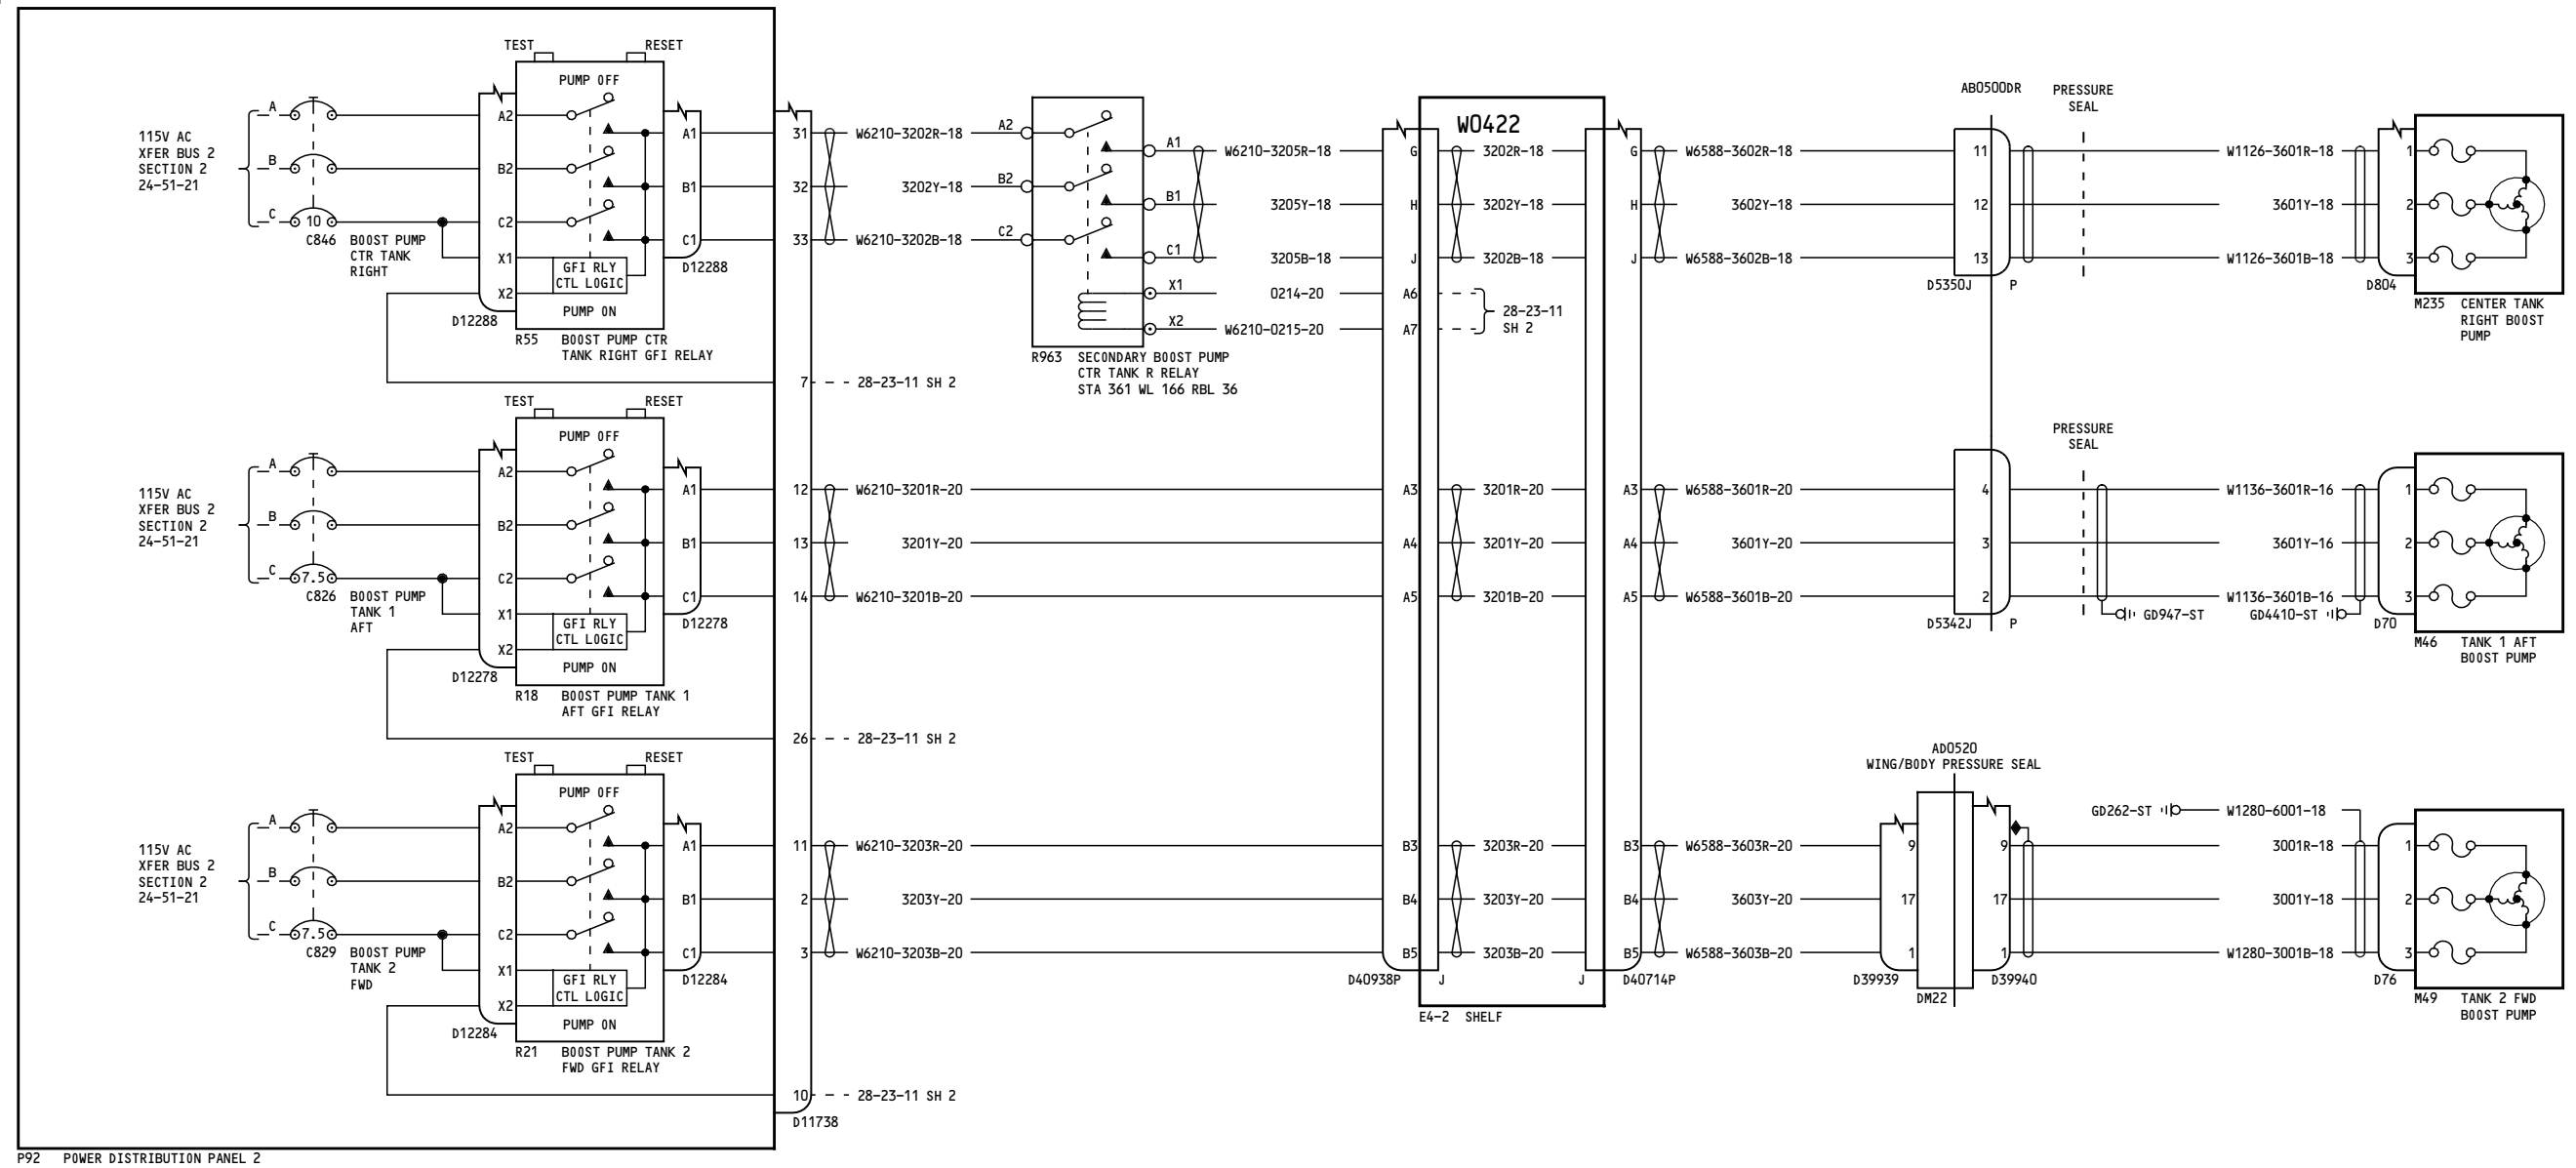 TEST RESET
PUMP OFF
115V AC
XFER BUS 2
SECTION 2
24-51-21
A
B
C
10
C846 BOOST PUMP
CTR TANK
RIGHT
A2
B2
C2
X1
X2
D12288
GFI RLY
CTL LOGIC
PUMP ON
R55 BOOST PUMP CTR
TANK RIGHT GFI RELAY
A1
B1
C1
D12288
31 W6210-3202R-18
32 3202Y-18
33 W6210-3202B-18
7 28-23-11 SH 2
A2
B2
C2
A1
B1
C1
X1
X2
R963 SECONDARY BOOST PUMP
CTR TANK R RELAY
STA 361 WL 166 RBL 36
W6210-3205R-18
3205Y-18
3205B-18
0214-20
W6210-0215-20
W0422
G 3202R-18 G
H 3202Y-18 H
J 3202B-18 J
A6
A7
28-23-11
SH 2
W6588-3602R-18
3602Y-18
W6588-3602B-18
AB0500DR
11
12
13
D5350J P
PRESSURE
SEAL
W1126-3601R-18
3601Y-18
W1126-3601B-18
1
2
3
D804
M235 CENTER TANK
RIGHT BOOST
PUMP
TEST RESET
PUMP OFF
115V AC
XFER BUS 2
SECTION 2
24-51-21
A
B
C
7.5
C826 BOOST PUMP
TANK 1
AFT
A2
B2
C2
X1
X2
D12278
GFI RLY
CTL LOGIC
PUMP ON
R18 BOOST PUMP TANK 1
AFT GFI RELAY
A1
B1
C1
D12278
12 W6210-3201R-20
13 3201Y-20
14 W6210-3201B-20
26 28-23-11 SH 2
A3 3201R-20 A3
A4 3201Y-20 A4
A5 3201B-20 A5
W6588-3601R-20
3601Y-20
W6588-3601B-20
4
3
2
D5342J P
PRESSURE
SEAL
GD947-ST
W1136-3601R-16
3601Y-16
W1136-3601B-16
GD4410-ST
1
2
3
D70
M46 TANK 1 AFT
BOOST PUMP
TEST RESET
PUMP OFF
115V AC
XFER BUS 2
SECTION 2
24-51-21
A
B
C
7.5
C829 BOOST PUMP
TANK 2
FWD
A2
B2
C2
X1
X2
D12284
GFI RLY
CTL LOGIC
PUMP ON
R21 BOOST PUMP TANK 2
FWD GFI RELAY
A1
B1
C1
D12284
11 W6210-3203R-20
2 3203Y-20
3 W6210-3203B-20
10 28-23-11 SH 2
D11738
B3 3203R-20 B3
B4 3203Y-20 B4
B5 3203B-20 B5
D40938P J
J D40714P
E4-2 SHELF
W6588-3603R-20
3603Y-20
W6588-3603B-20
AD0520
WING/BODY PRESSURE SEAL
9 9
17 17
1 1
D39939
DM22
D39940
GD262-ST W1280-6001-18
3001R-18
3001Y-18
W1280-3001B-18
1
2
3
D76
M49 TANK 2 FWD
BOOST PUMP
P92 POWER DISTRIBUTION PANEL 2